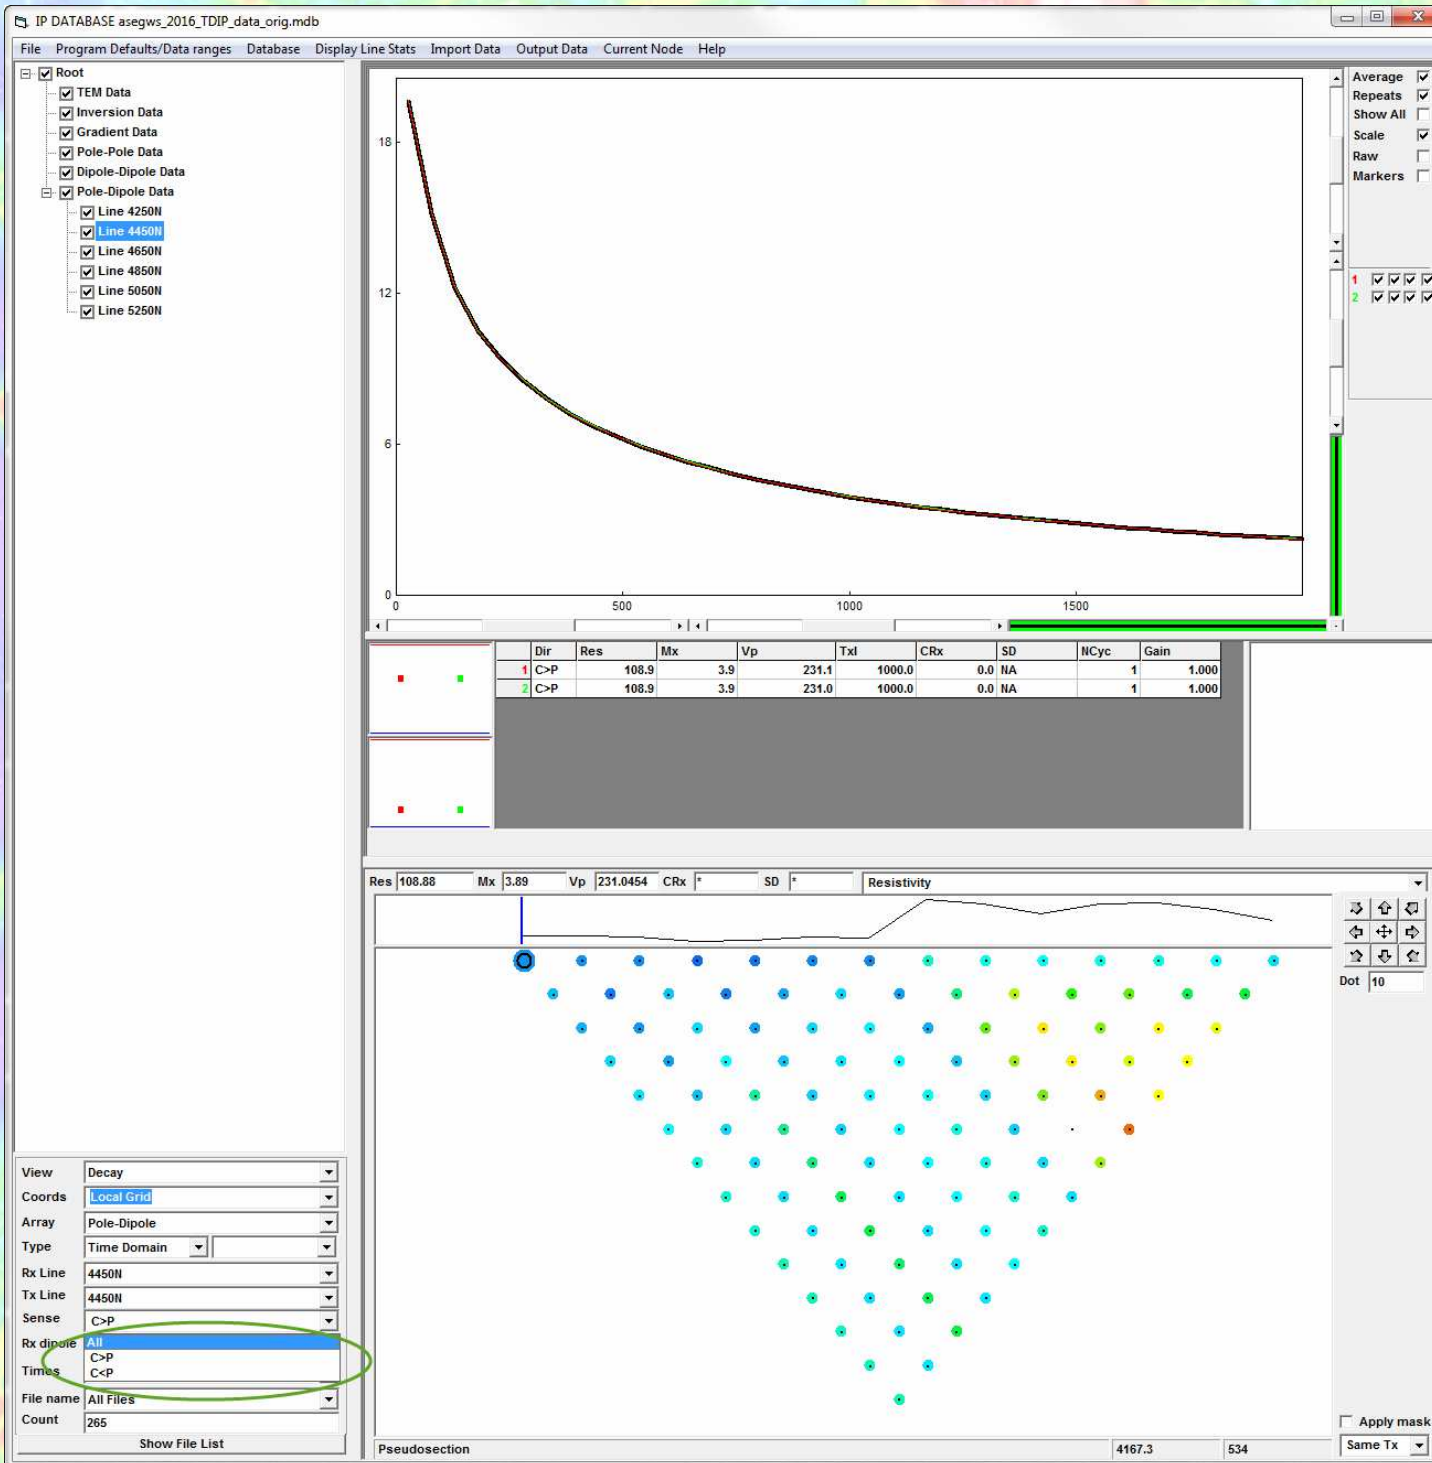 IP DATABASE asegws_2016_TDIP_data_orig.mdb
File Program Defaults/Data ranges Database Display Line Stats Import Data Output Data Current Node Help
Root
TEM Data
Inversion Data
Gradient Data
Pole-Pole Data
Dipole-Dipole Data
Pole-Dipole Data
Line 4250N
Line 4450N
Line 4650N
Line 4850N
Line 5050N
Line 5250N
18
12
6
0
0 500 1000 1500
Average
Repeats
Show All
Scale
Raw
Markers
1
2
Dir Res Mx Vp TxI CRx SD NCyc Gain
1 C>P 108.9 3.9 231.1 1000.0 0.0 NA 1 1.000
2 C>P 108.9 3.9 231.0 1000.0 0.0 NA 1 1.000
Res 108.88 Mx 3.89 Vp 231.0454 CRx * SD * Resistivity
Dot 10
View Decay
Coords Local Grid
Array Pole-Dipole
Type Time Domain
Rx Line 4450N
Tx Line 4450N
Sense C>P
Rx dipole All
C>P
Times C<P
File name All Files
Count 265
Show File List
Pseudosection 4167.3 534
Apply mask
Same Tx